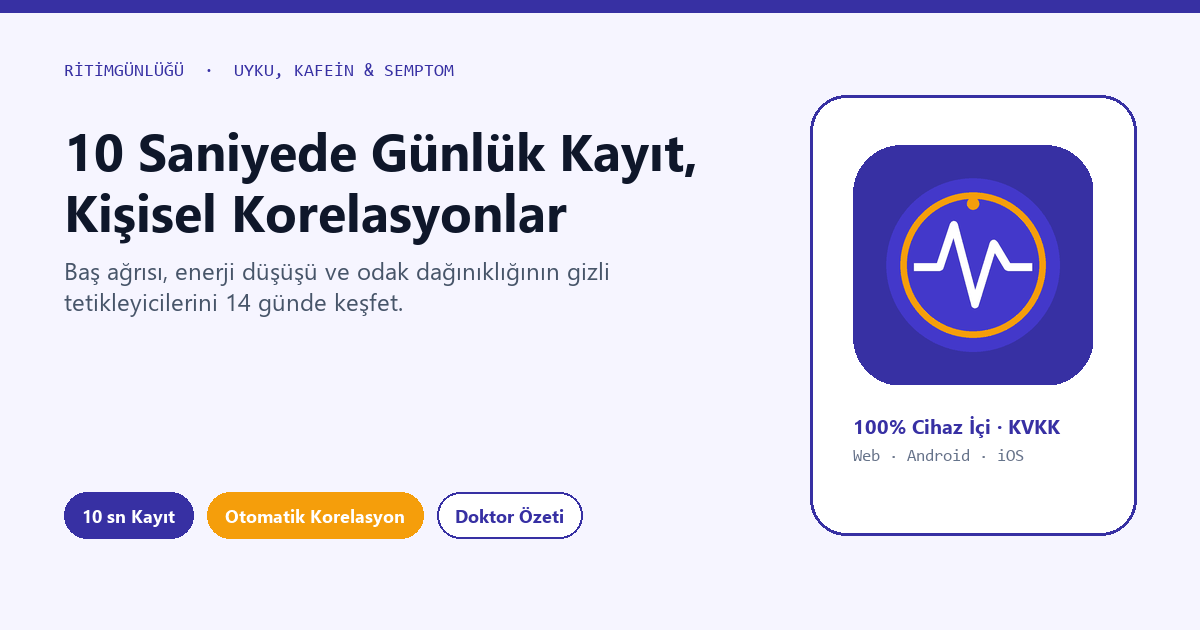 RİTİMGÜNLÜĞÜ · UYKU, KAFEİN & SEMPTOM
10 Saniyede Günlük Kayıt,
Kişisel Korelasyonlar
Baş ağrısı, enerji düşüşü ve odak dağınıklığının gizli
tetikleyicilerini 14 günde keşfet.
100% Cihaz İçi · KVKK
Web · Android · iOS
10 sn Kayıt
Otomatik Korelasyon
Doktor Özeti